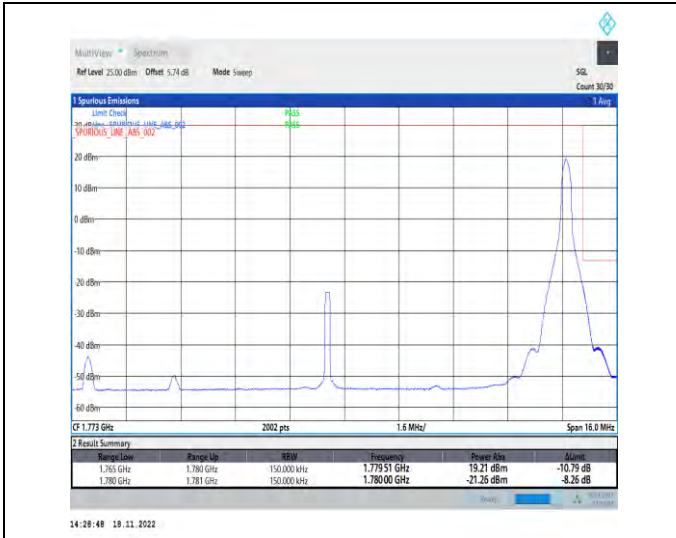 MultiView Spectrum
Ref Level 25.00 dBm Offset 5.74 dB Mode Sweep SGL
Count 30/30
1 Spurious Emissions 1 Avg
Limit Check PASS
_SPURIOUS_LINE_ABS_002 PASS
_SPURIOUS_LINE_ABS_002
20 dBm
10 dBm
0 dBm
-10 dBm
-20 dBm
-30 dBm
-40 dBm
-50 dBm
-60 dBm
CF 1.773 GHz 2002 pts 1.6 MHz/ Span 16.0 MHz
2 Result Summary
Range Low Range Up RBW Frequency Power Abs ΔLimit
1.765 GHz 1.780 GHz 150.000 kHz 1.77951 GHz 19.21 dBm -10.79 dB
1.780 GHz 1.781 GHz 150.000 kHz 1.78000 GHz -21.26 dBm -8.26 dB
Ready
14:28:48 18.11.2022